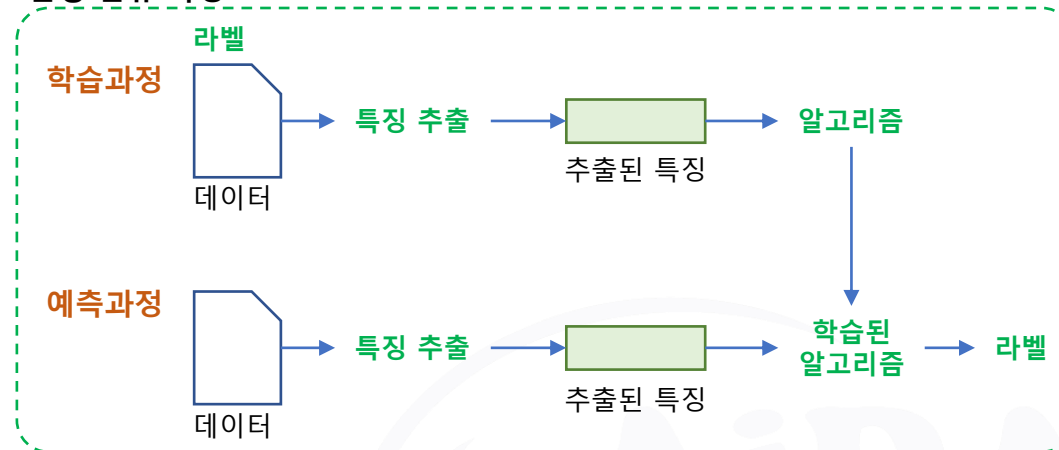 라벨
학습과정
특징 추출
알고리즘
추출된 특징
데이터
예측과정
특징 추출
학습된
알고리즘
라벨
추출된 특징
데이터